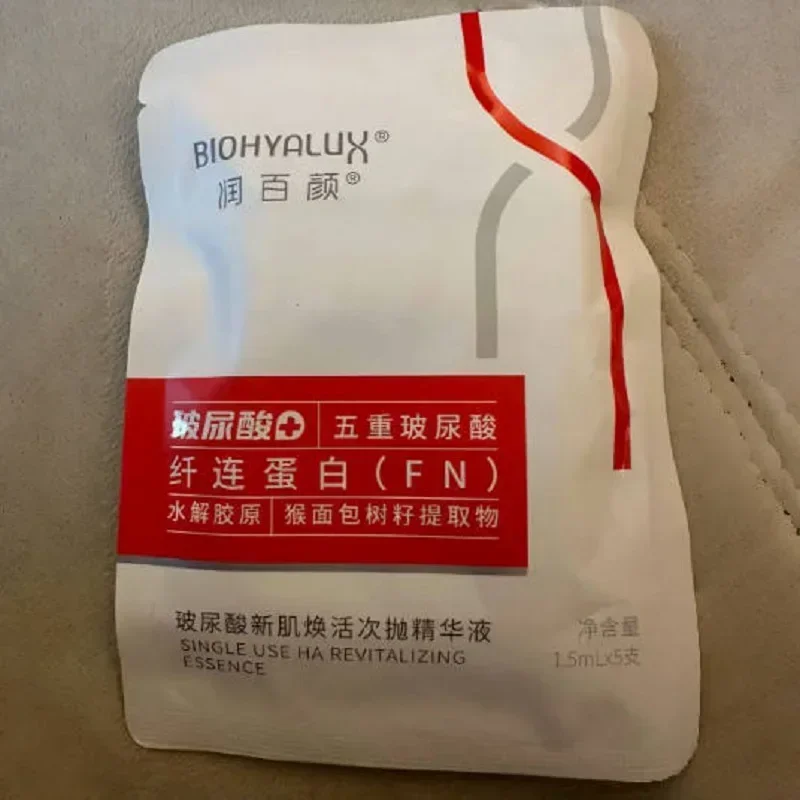 BIOHYALUX®
润百颜®
玻尿酸 五重玻尿酸
纤连蛋白(FN)
水解胶原 猴面包树籽提取物
玻尿酸新肌焕活次抛精华液
SINGLE USE HA REVITALIZING
ESSENCE
净含量
1.5mLx5支